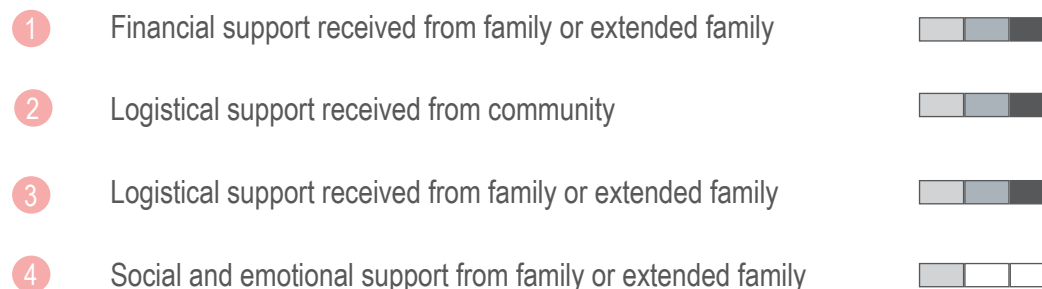 1 Financial support received from family or extended family
2 Logistical support received from community
3 Logistical support received from family or extended family
4 Social and emotional support from family or extended family